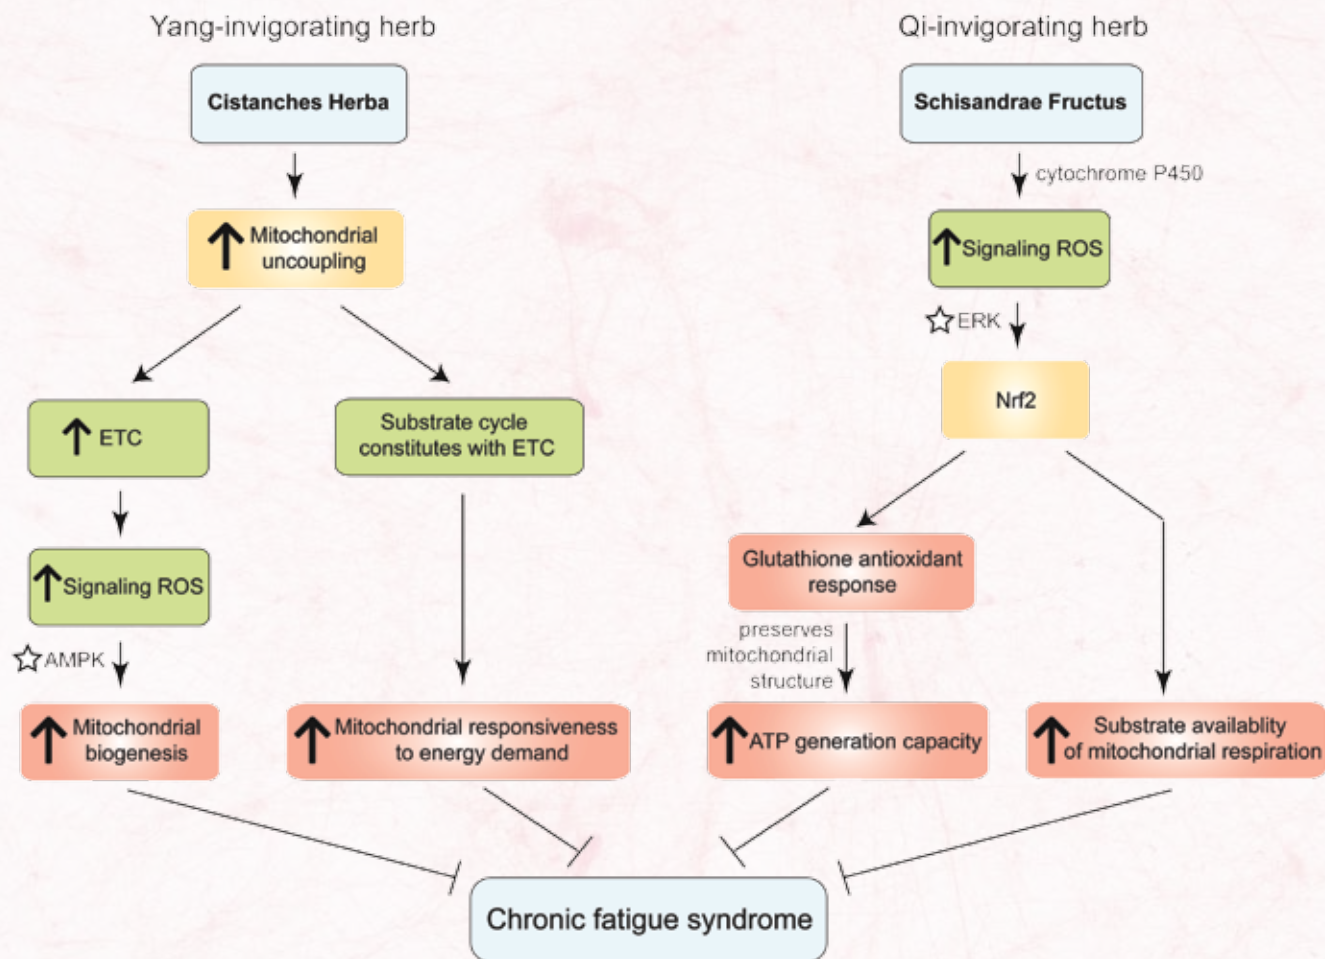 Yang-invigorating herb
Qi-invigorating herb
Cistanches Herba
Schisandrae Fructus
cytochrome P450
Mitochondrial
uncoupling
Signaling ROS
ERK
Nrf2
ETC
Substrate cycle
constitutes with ETC
Signaling ROS
Glutathione antioxidant
response
preserves
mitochondrial
structure
AMPK
Mitochondrial
biogenesis
Mitochondrial responsiveness
to energy demand
ATP generation capacity
Substrate availablity
of mitochondrial respiration
Chronic fatigue syndrome